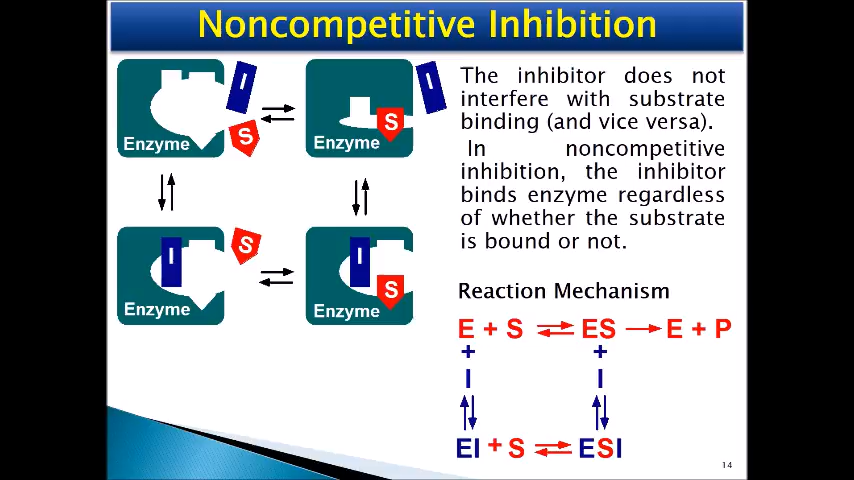 Noncompetitive Inhibition
I
I
S
S
Enzyme
Enzyme
The inhibitor does not
interfere with substrate
binding (and vice versa).
In noncompetitive
inhibition, the inhibitor
binds enzyme regardless
of whether the substrate
is bound or not.
I
S
I
S
Enzyme
Enzyme
Reaction Mechanism
E + S ⇌ ES → E + P
+ +
I I
EI + S ⇌ ESI
14